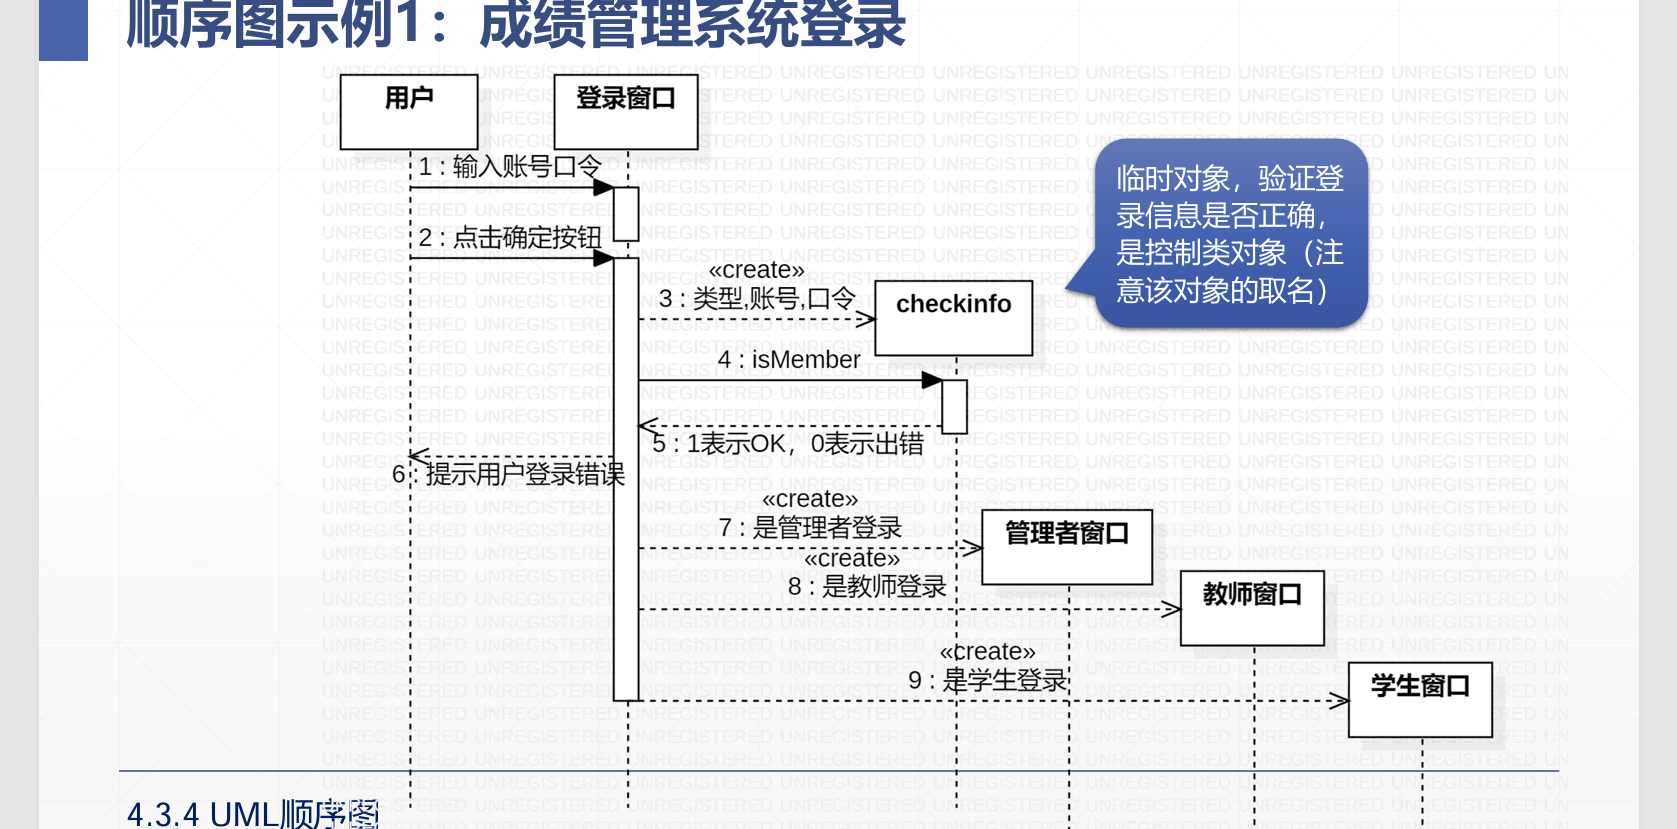 顺序图示例1：成绩管理系统登录
用户
登录窗口
1 : 输入账号口令
2 : 点击确定按钮
«create»
3 : 类型,账号,口令
checkinfo
临时对象，验证登
录信息是否正确，
是控制类对象（注
意该对象的取名）
4 : isMember
5 : 1表示OK，0表示出错
6 : 提示用户登录错误
«create»
7 : 是管理者登录
管理者窗口
«create»
8 : 是教师登录
教师窗口
«create»
9 : 是学生登录
学生窗口
4.3.4 UML顺序图